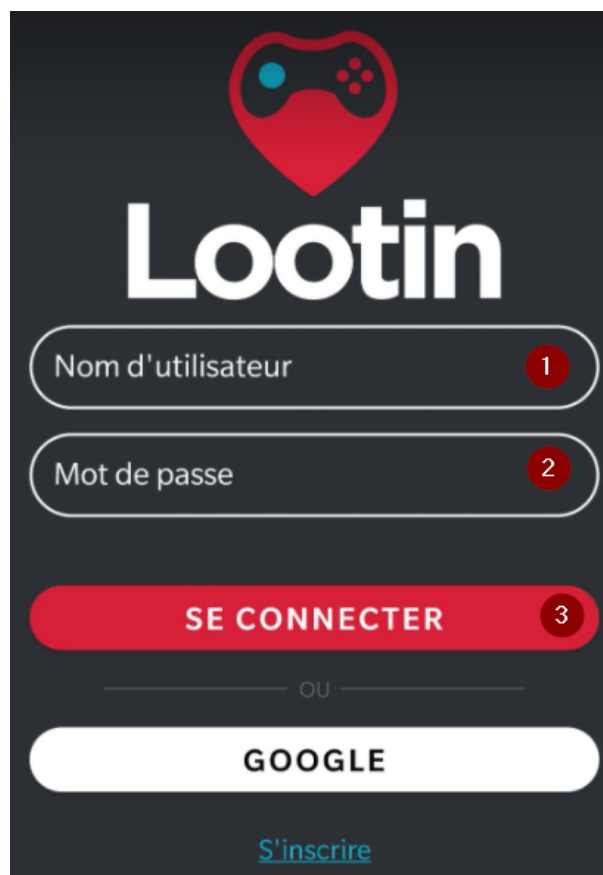 Lootin
Nom d'utilisateur 1
Mot de passe 2
SE CONNECTER 3
OU
GOOGLE
S'inscrire